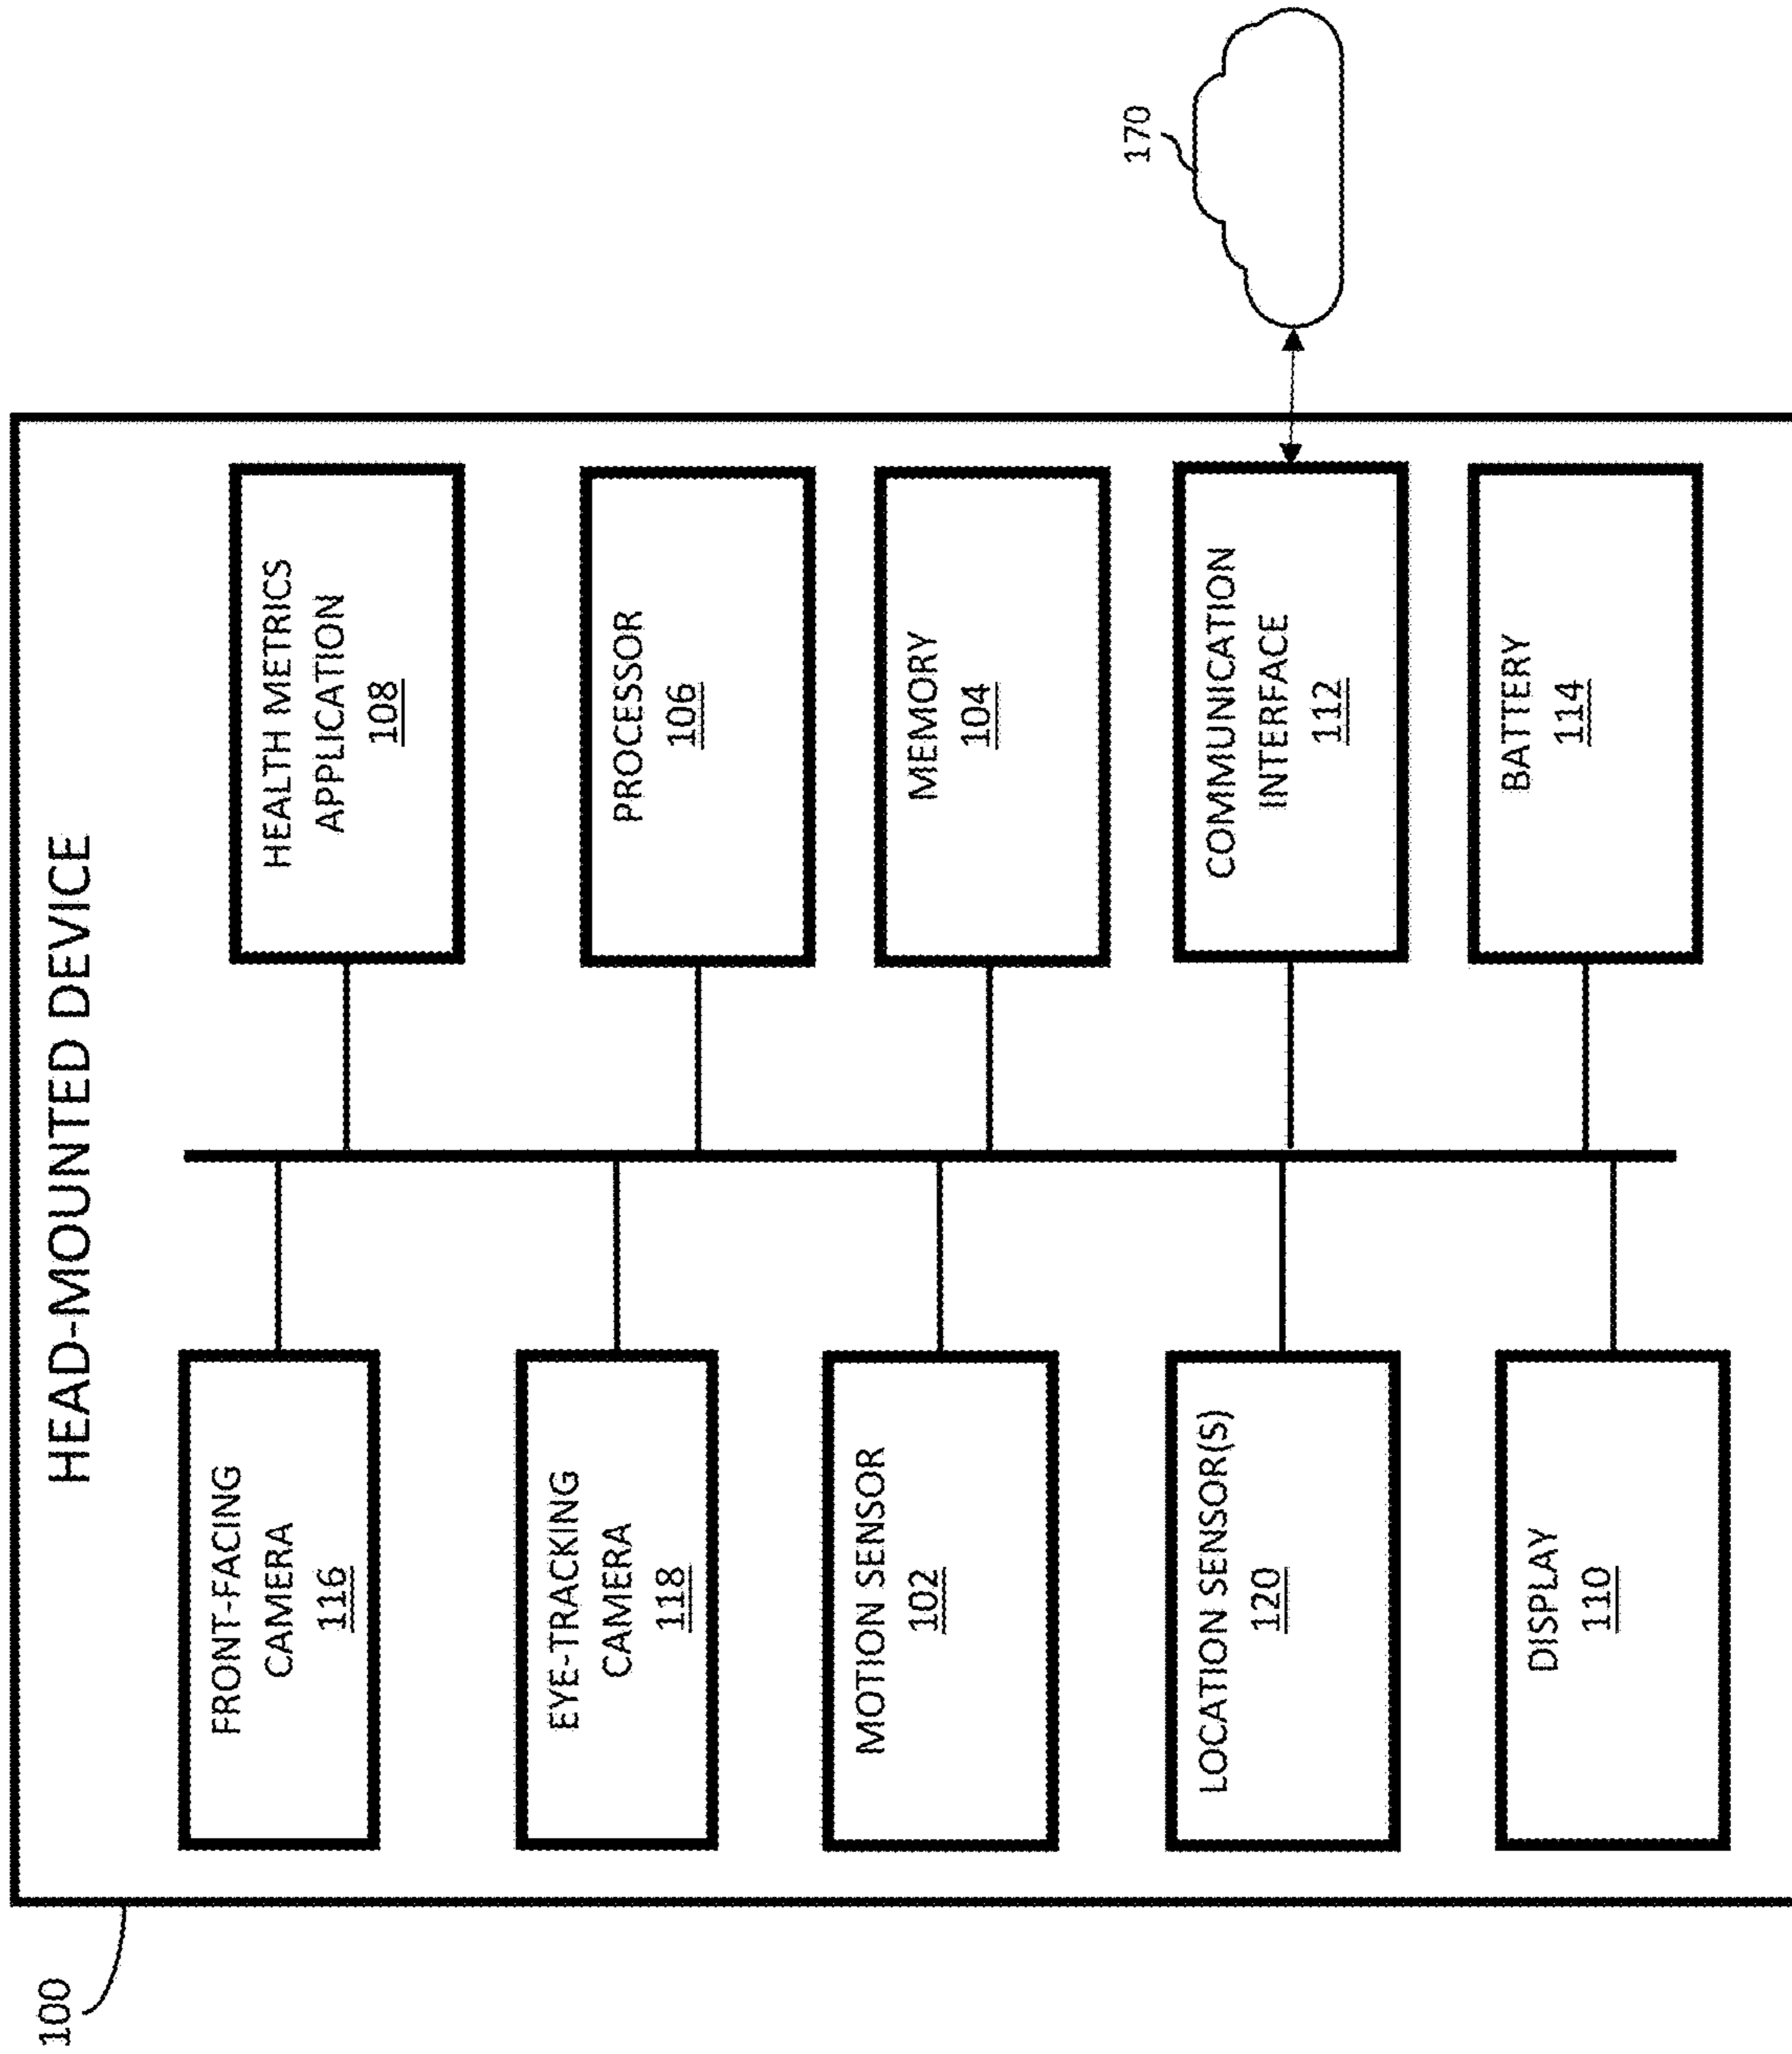 100
HEAD-MOUNTED DEVICE
FRONT-FACING
CAMERA
116
EYE-TRACKING
CAMERA
118
MOTION SENSOR
102
LOCATION SENSOR(S)
120
DISPLAY
110
HEALTH METRICS
APPLICATION
108
PROCESSOR
106
MEMORY
104
COMMUNICATION
INTERFACE
112
BATTERY
114
170